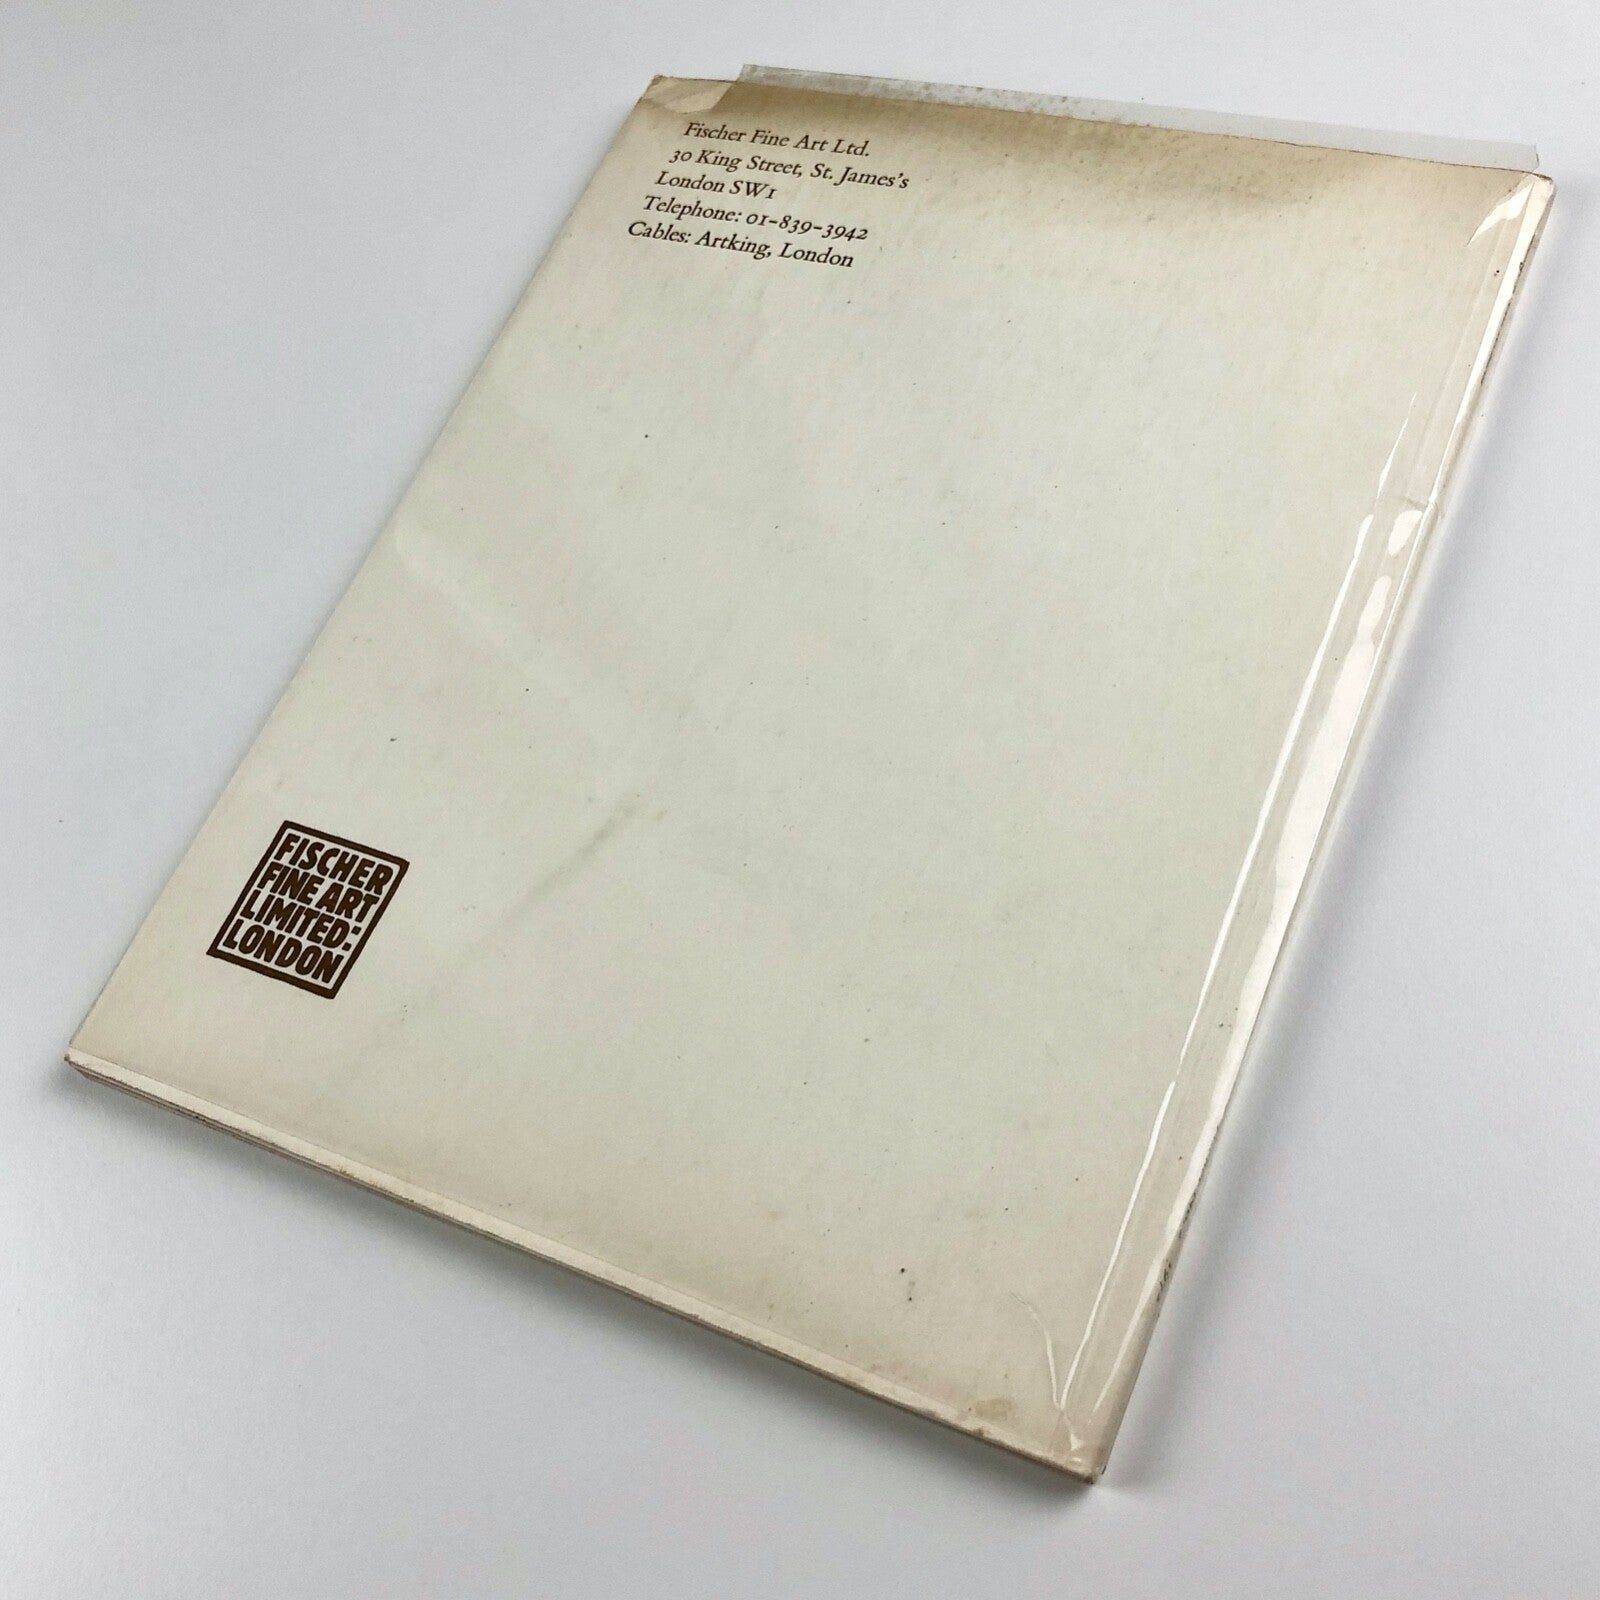 Fischer Fine Art Ltd.
30 King Street, St. James's
London SW1
Telephone: 01-839-3942
Cables: Artking, London
FISCHER
FINE ART
LIMITED:
LONDON